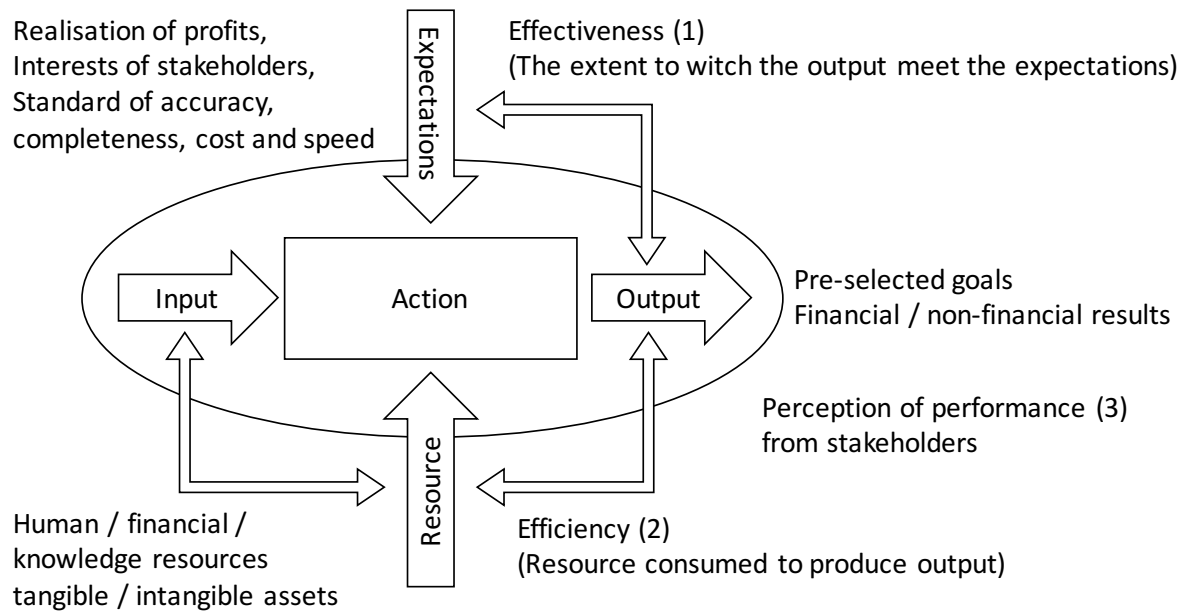 Realisation of profits,
Interests of stakeholders,
Standard of accuracy,
completeness, cost and speed
Expectations
Effectiveness (1)
(The extent to witch the output meet the expectations)
Input
Action
Output
Pre-selected goals
Financial / non-financial results
Perception of performance (3)
from stakeholders
Resource
Human / financial /
knowledge resources
tangible / intangible assets
Efficiency (2)
(Resource consumed to produce output)